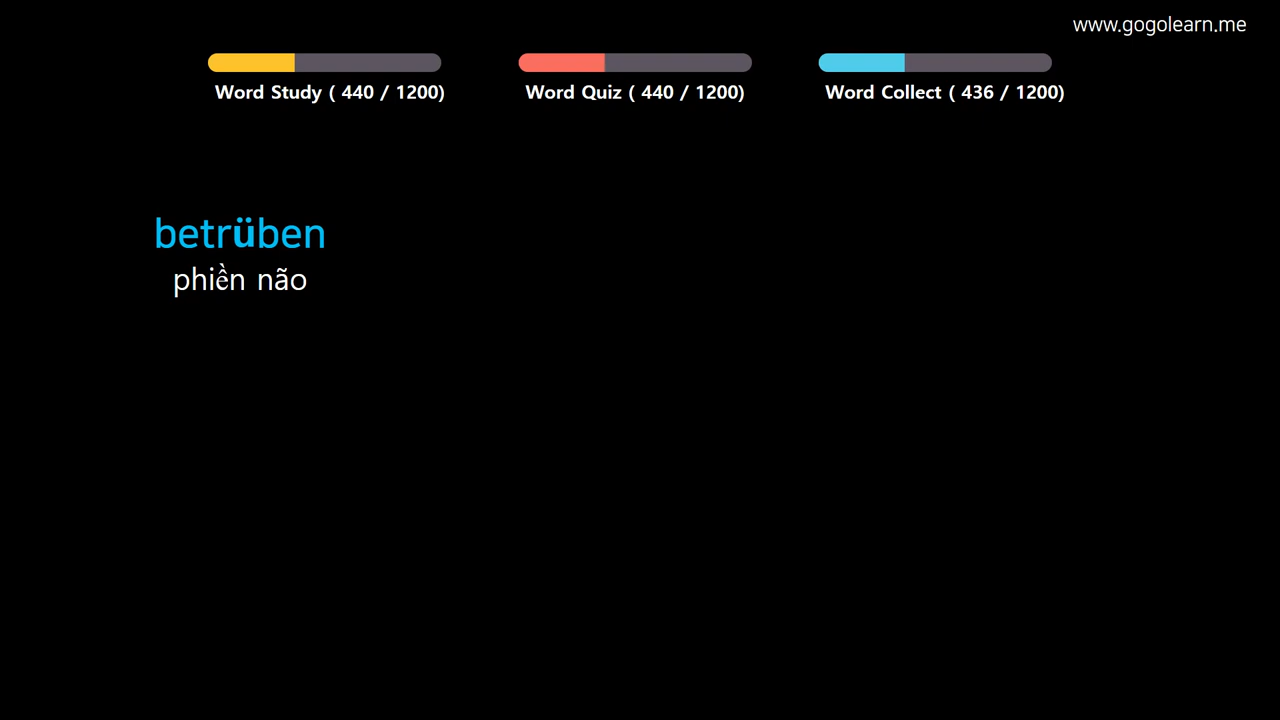 www.gogolearn.me
Word Study ( 440 / 1200)
Word Quiz ( 440 / 1200)
Word Collect ( 436 / 1200)
betrüben
phiền não